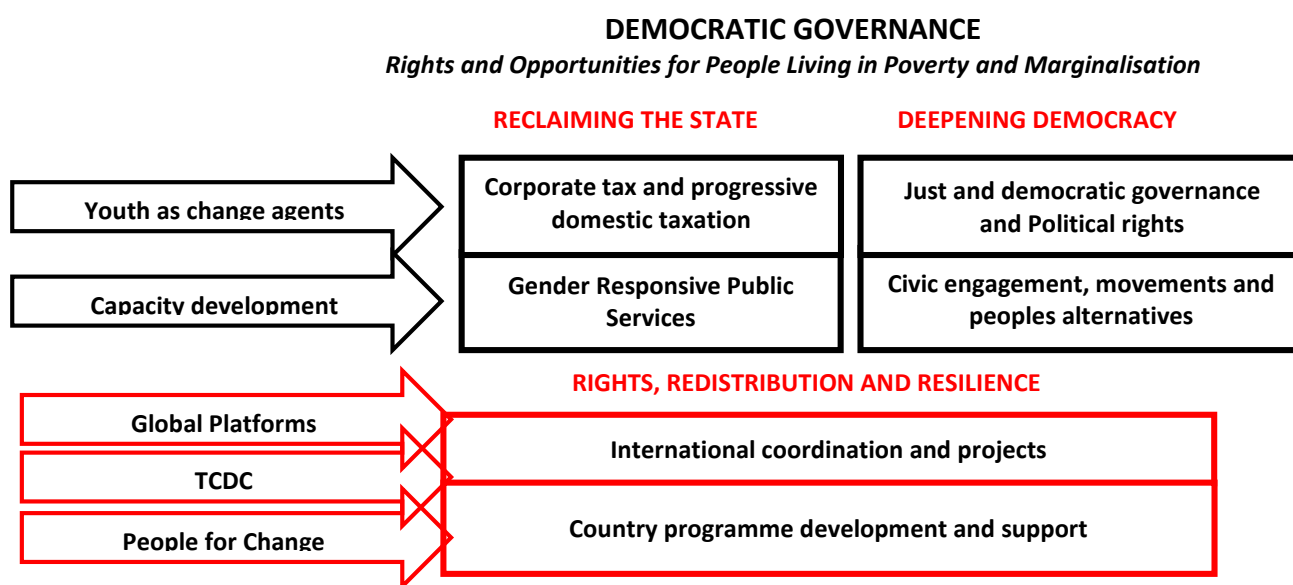 DEMOCRATIC GOVERNANCE
Rights and Opportunities for People Living in Poverty and Marginalisation
RECLAIMING THE STATE
DEEPENING DEMOCRACY
Youth as change agents
Corporate tax and progressive
domestic taxation
Just and democratic governance
and Political rights
Capacity development
Gender Responsive Public
Services
Civic engagement, movements and
peoples alternatives
RIGHTS, REDISTRIBUTION AND RESILIENCE
Global Platforms
International coordination and projects
TCDC
People for Change
Country programme development and support